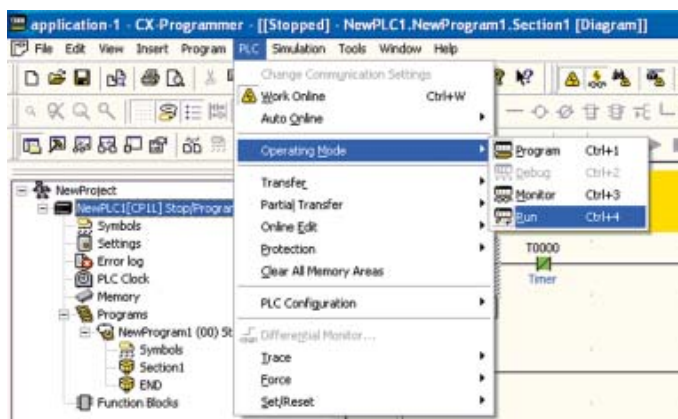 application-1 - CX-Programmer - [[Stopped] - NewPLC1.NewProgram1.Section1 [Diagram]]
File Edit View Insert Program PLC Simulation Tools Window Help
Change Communication Settings
Work Online Ctrl+W
Auto Online
Operating Mode
Program Ctrl+1
Debug Ctrl+2
Monitor Ctrl+3
Run Ctrl+4
Transfer
Partial Transfer
Online Edit
Protection
Clear All Memory Areas
PLC Configuration
Differential Monitor...
Trace
Force
Set/Reset
NewProject
NewPLC1[CP1L] Stop/Program
Symbols
Settings
Error log
PLC Clock
Memory
Programs
NewProgram1 (00) St
Symbols
Section1
END
Function Blocks
T0000
Timer